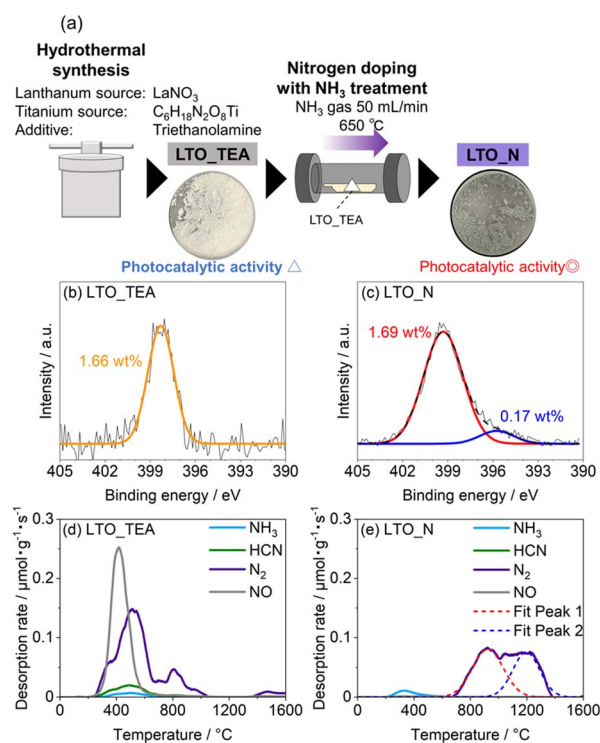 (a)
Hydrothermal
synthesis
Lanthanum source: LaNO₃
Titanium source: C₆H₁₈N₂O₈Ti
Additive: Triethanolamine
LTO_TEA
Nitrogen doping
with NH₃ treatment
NH₃ gas 50 mL/min
650 ℃
LTO_TEA
LTO_N
Photocatalytic activity △
Photocatalytic activity◎
(b) LTO_TEA
1.66 wt%
Intensity / a.u.
405 402 399 396 393 390
Binding energy / eV
(c) LTO_N
1.69 wt%
0.17 wt%
Intensity / a.u.
405 402 399 396 393 390
Binding energy / eV
(d) LTO_TEA
NH₃
HCN
N₂
NO
Desorption rate / μmol・g⁻¹・s⁻¹
0.3
0.2
0.1
0
0 400 800 1200 1600
Temperature / °C
(e) LTO_N
NH₃
HCN
N₂
NO
Fit Peak 1
Fit Peak 2
Desorption rate / μmol・g⁻¹・s⁻¹
0.3
0.2
0.1
0
0 400 800 1200 1600
Temperature / °C